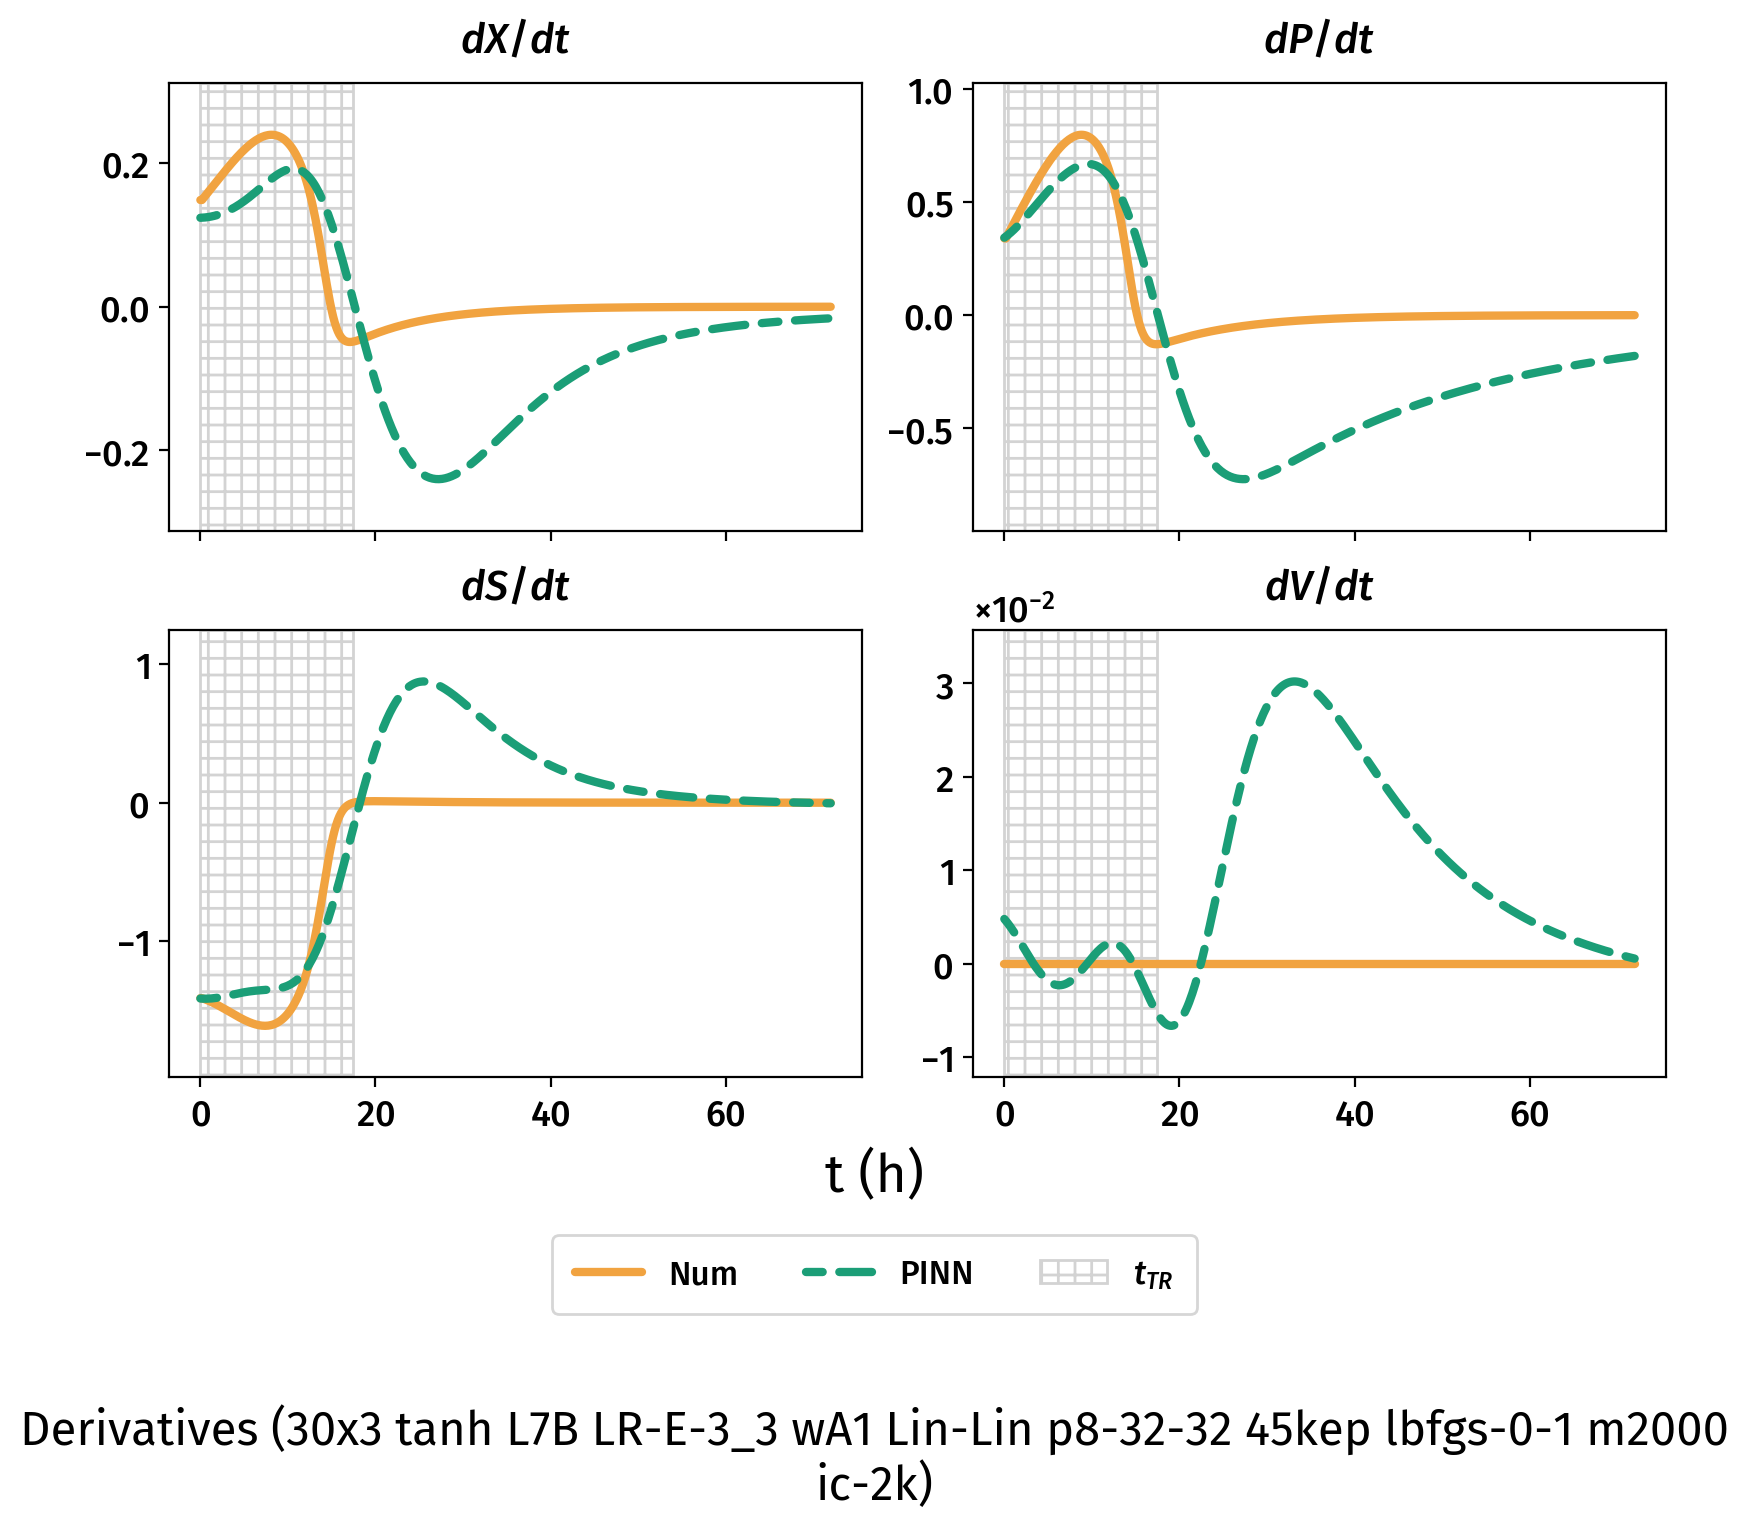 dX/dt
dP/dt
0.2
0.0
−0.2
1.0
0.5
0.0
−0.5
dS/dt
dV/dt
×10⁻²
1
0
−1
3
2
1
0
−1
0 20 40 60
0 20 40 60
t (h)
Num PINN t_TR
Derivatives (30x3 tanh L7B LR-E-3_3 wA1 Lin-Lin p8-32-32 45kep lbfgs-0-1 m2000
ic-2k)